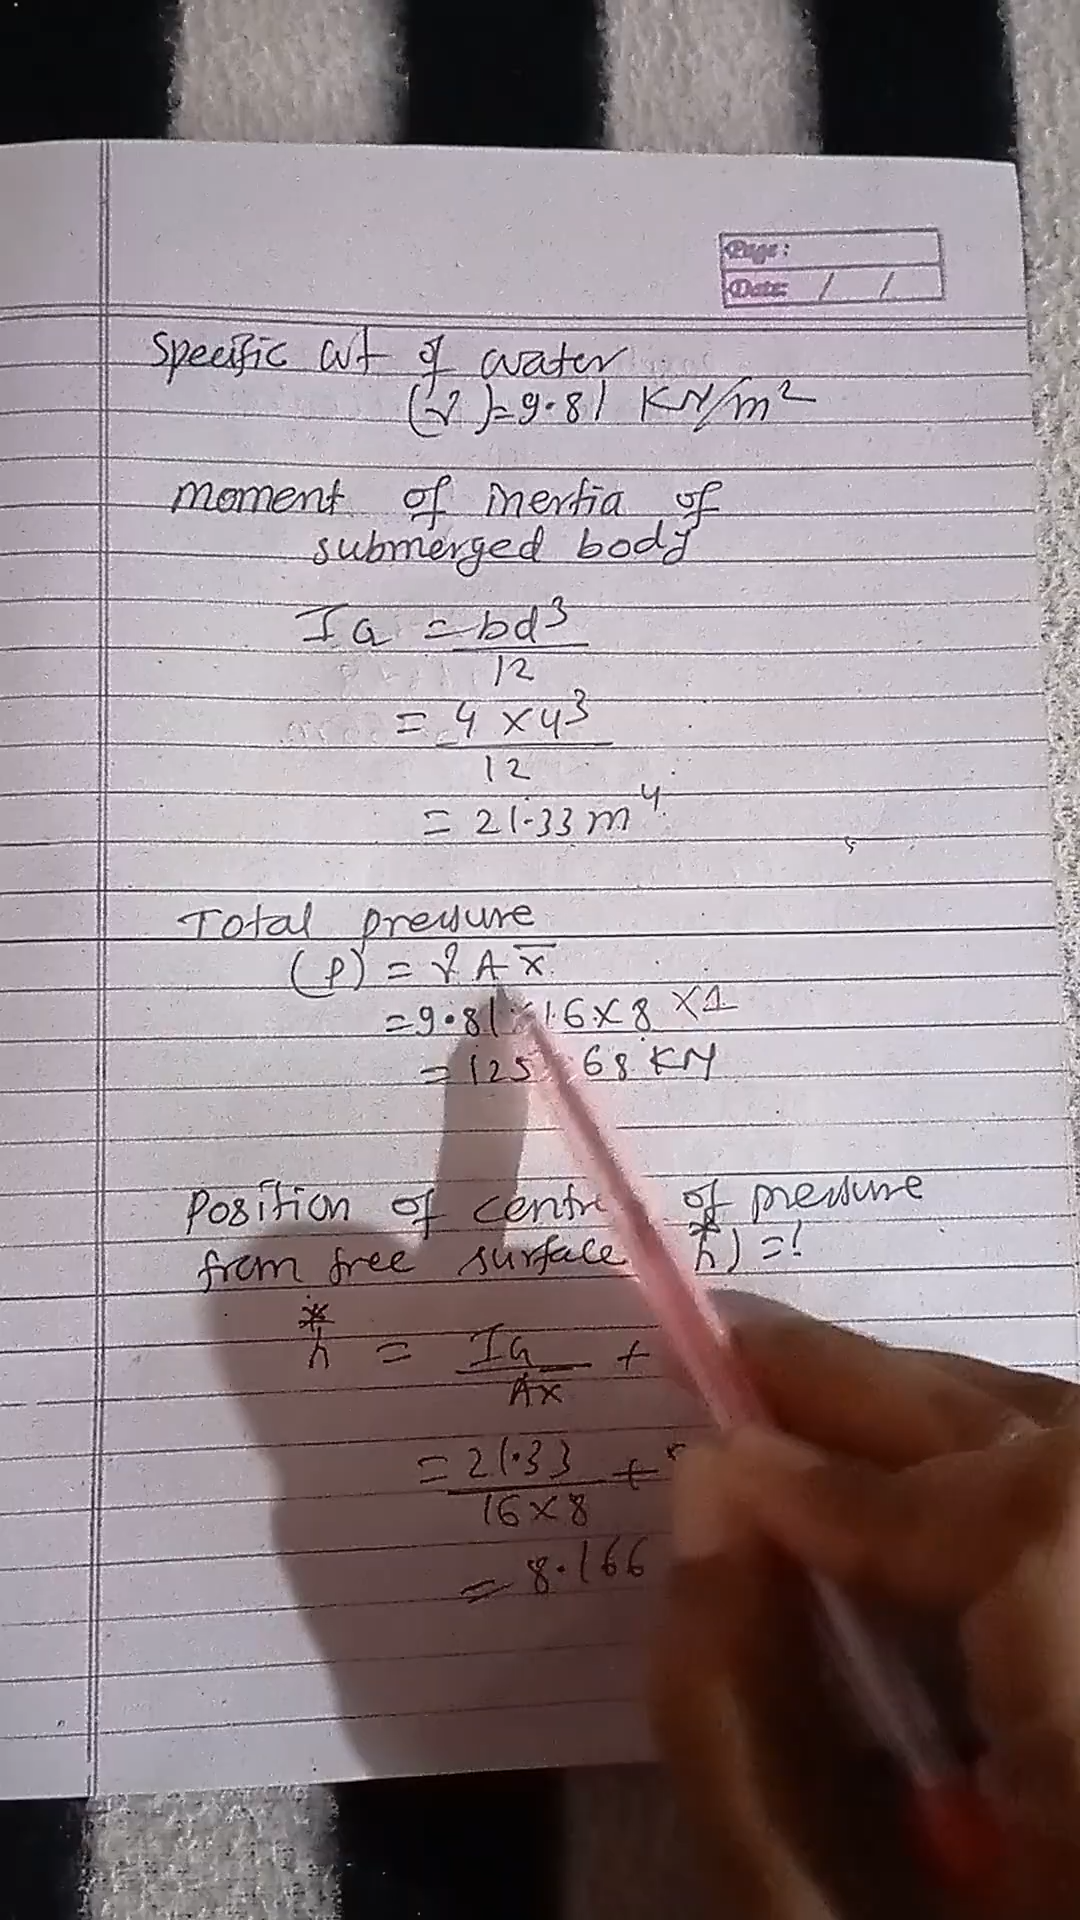 Page:
Date: / /
Specific wt of water
(γ)=9.81 KN/m²
moment of inertia of
submerged body
IG = bd³
12
= 4 × 4³
12
= 21.33 m⁴
Total pressure
(P) = γ A x̄
=9.81×16×8 ×1
= 125 68 KN
Position of centre of pressure
from free surface h*) =?
h* = IG +
Ax̄
= 21.33 +
16×8
= 8.166